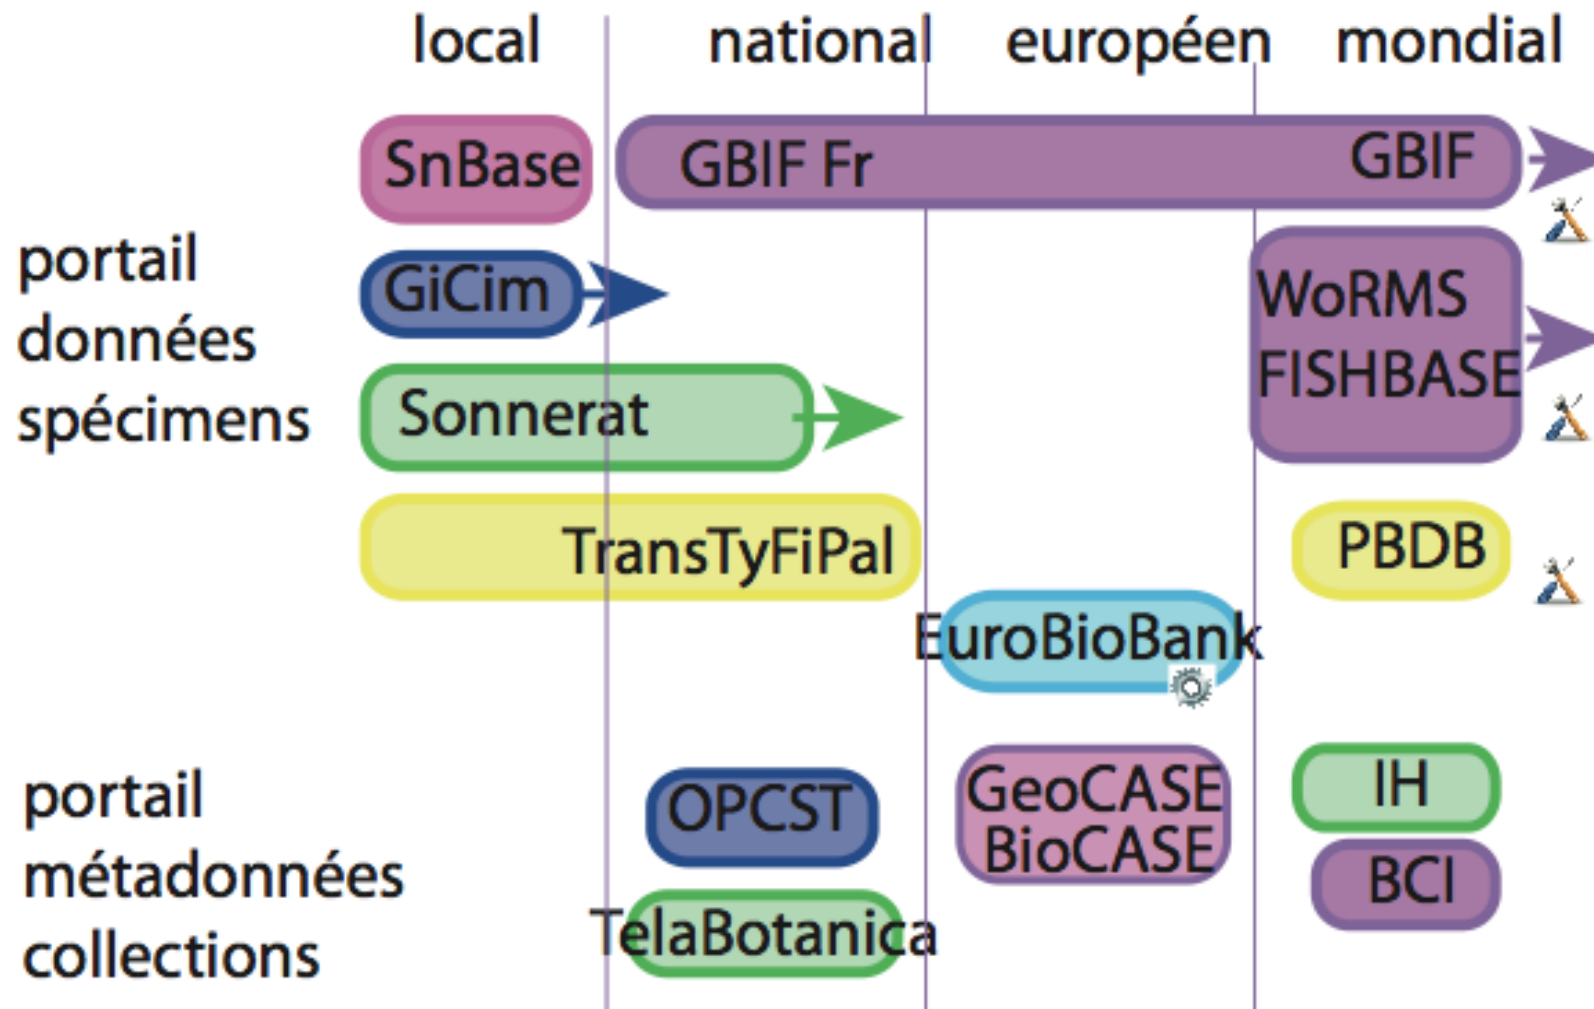 local national européen mondial
SnBase GBIF Fr GBIF
portail
données
spécimens
GiCim
WoRMS
FISHBASE
Sonnerat
TransTyFiPal PBDB
EuroBioBank
portail
métadonnées
collections
OPCST
GeoCASE
BioCASE
IH
BCI
TelaBotanica